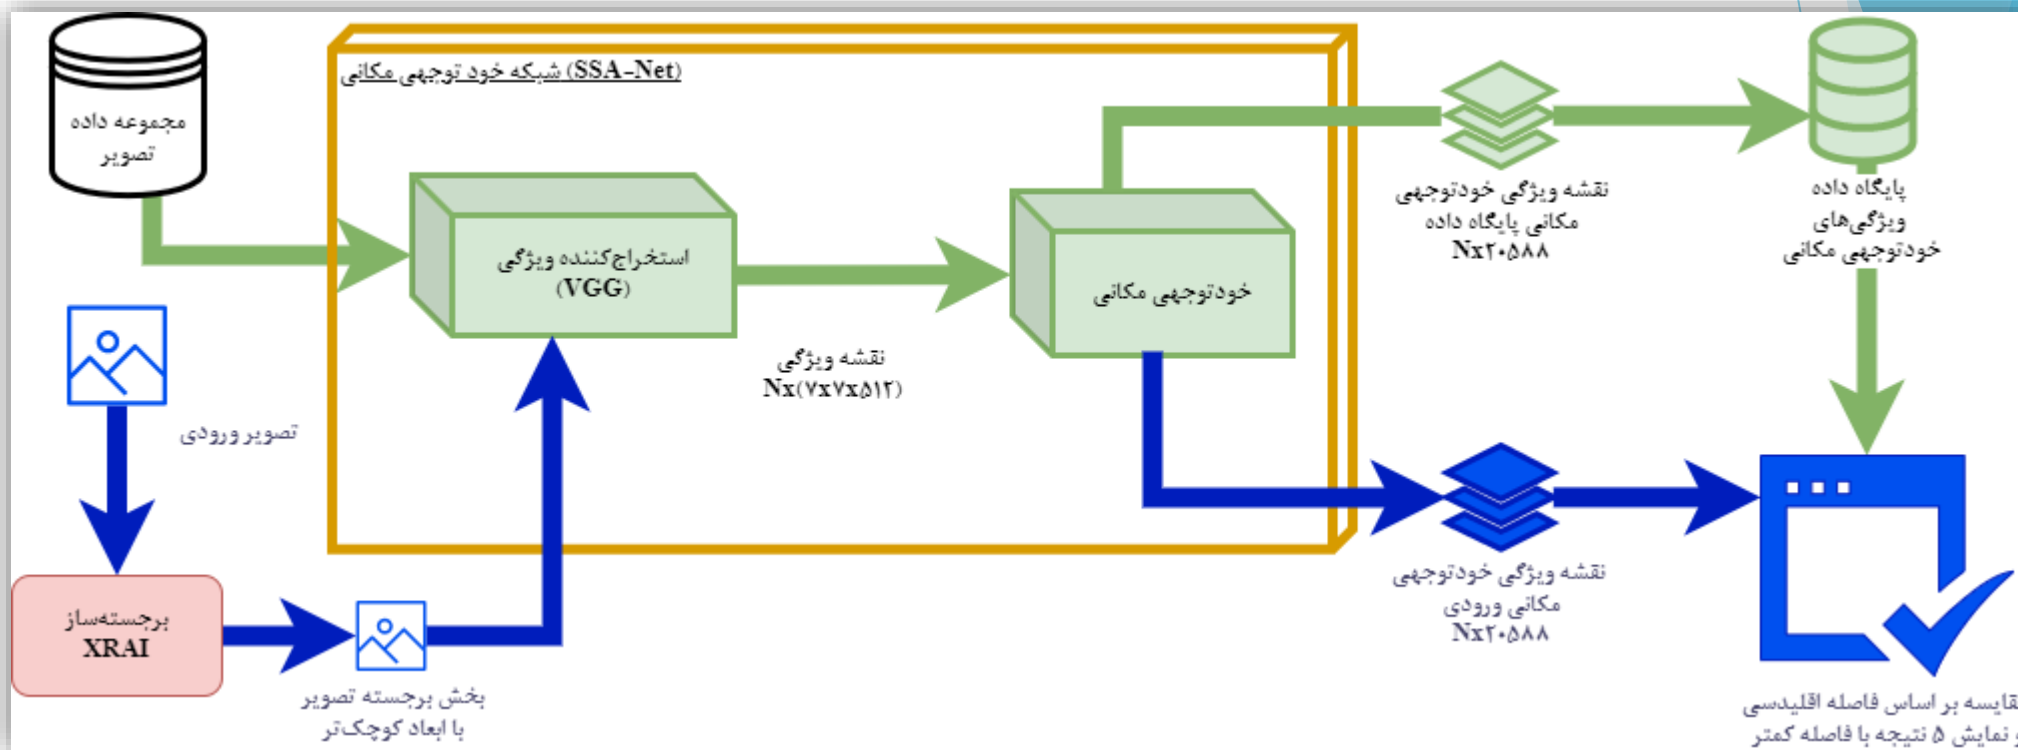 (SSA-Net) شبکه خود توجهی مکانی
مجموعه داده
تصویر
استخراج‌کننده ویژگی
(VGG)
نقشه ویژگی
Nx(۷x۷x۵۱۲)
خودتوجهی مکانی
نقشه ویژگی خودتوجهی
مکانی پایگاه داده
Nx۲۰۵۸۸
پایگاه داده
ویژگی‌های
خودتوجهی مکانی
تصویر ورودی
برجسته‌ساز
XRAI
بخش برجسته تصویر
با ابعاد کوچک‌تر
نقشه ویژگی خودتوجهی
مکانی ورودی
Nx۲۰۵۸۸
قایسه بر اساس فاصله اقلیدسی
و نمایش ۵ نتیجه با فاصله کمتر